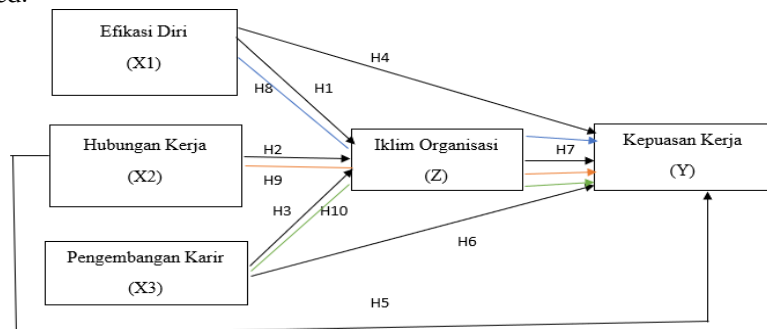 Efikasi Diri
(X1)
H4
H8
H1
Hubungan Kerja
(X2)
H2
H9
Iklim Organisasi
(Z)
H7
Kepuasan Kerja
(Y)
H3
H10
Pengembangan Karir
(X3)
H6
H5